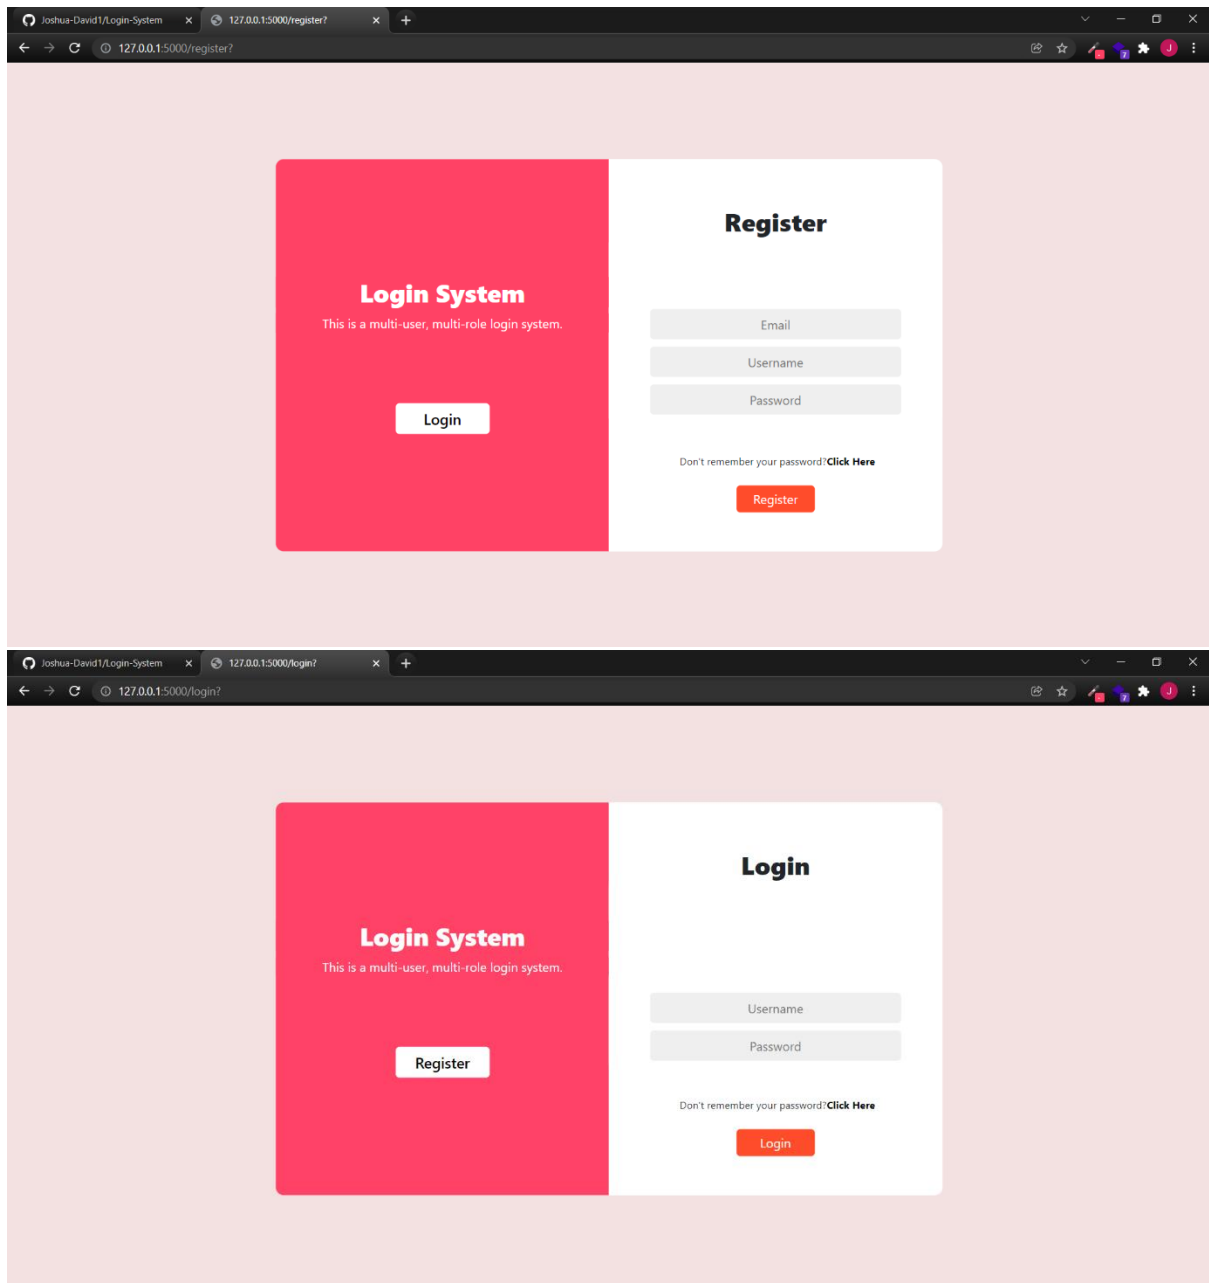 Joshua-David1/Login-System
127.0.0.1:5000/register?
127.0.0.1:5000/register?
7
J
Login System
This is a multi-user, multi-role login system.
Login
Register
Email
Username
Password
Don't remember your password?Click Here
Register
Joshua-David1/Login-System
127.0.0.1:5000/login?
127.0.0.1:5000/login?
7
J
Login System
This is a multi-user, multi-role login system.
Register
Login
Username
Password
Don't remember your password?Click Here
Login